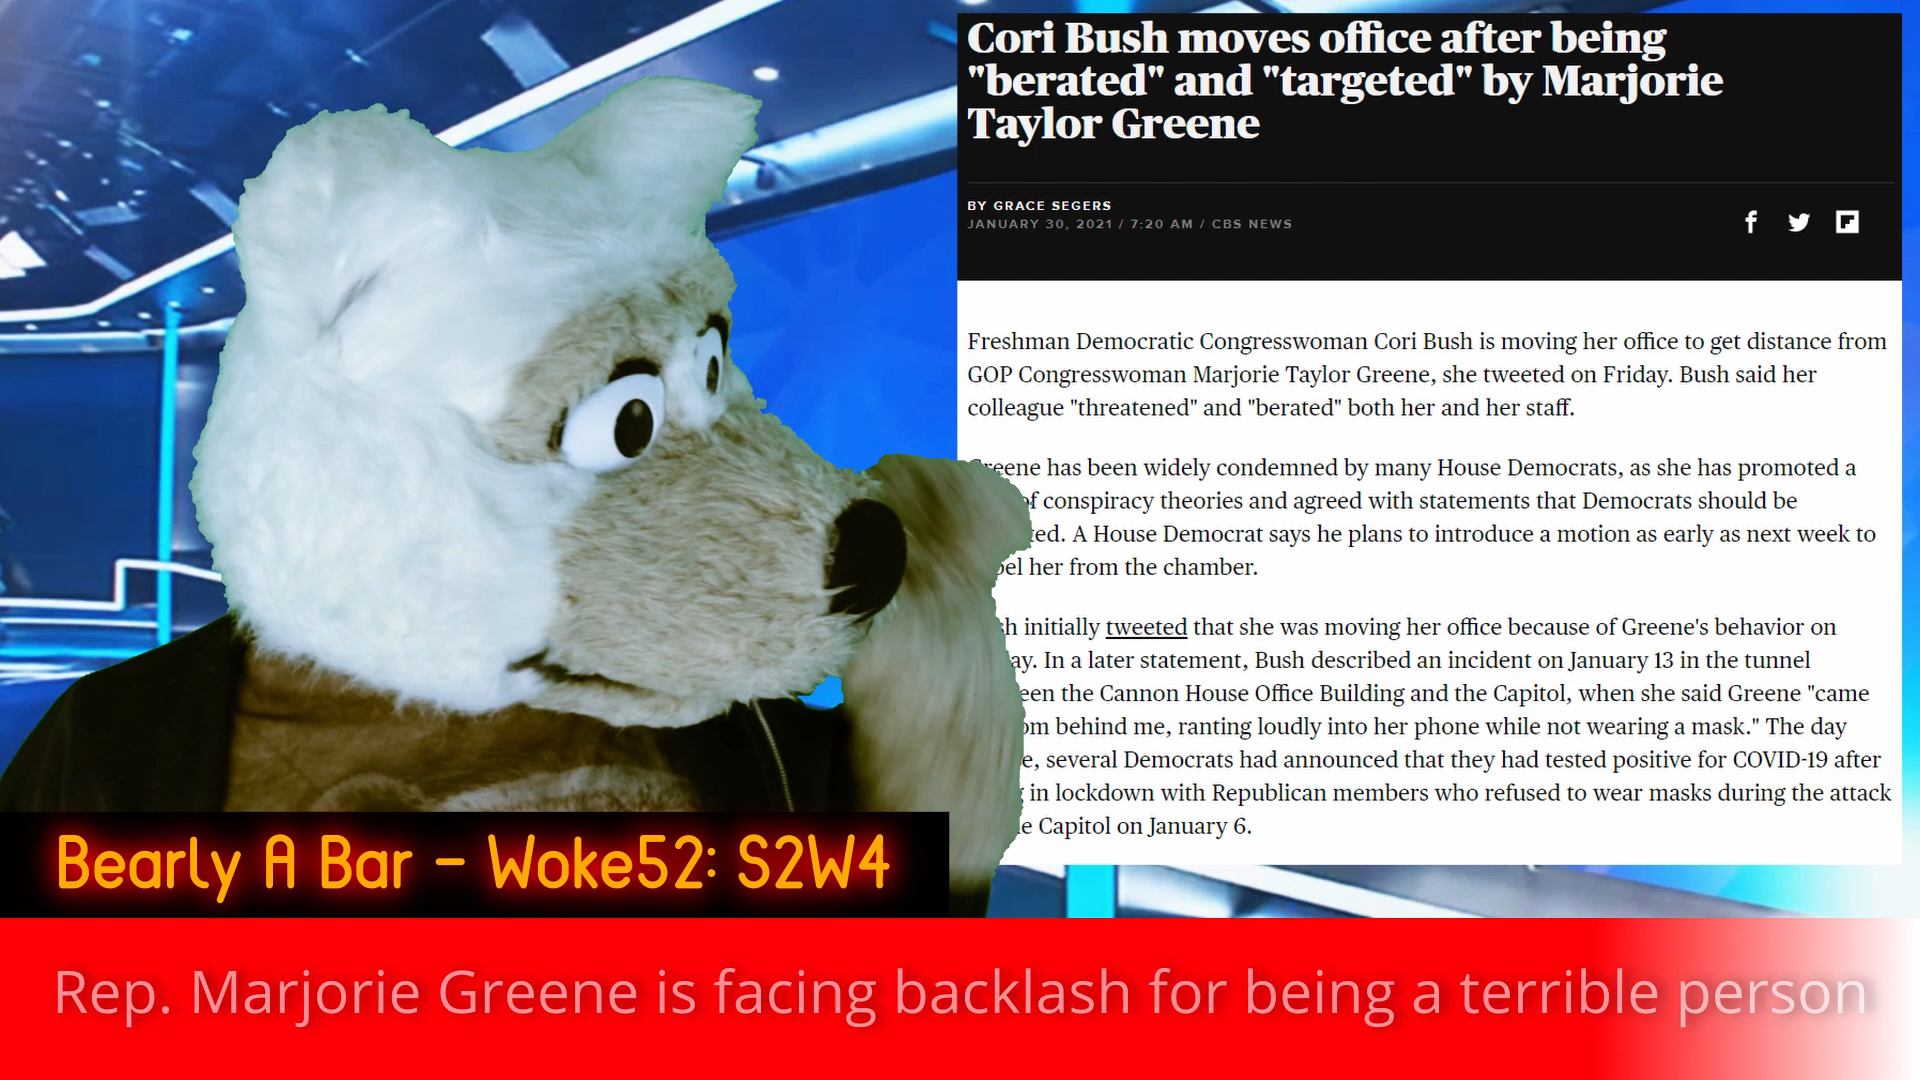 Cori Bush moves office after being
"berated" and "targeted" by Marjorie
Taylor Greene
BY GRACE SEGERS
JANUARY 30, 2021 / 7:20 AM / CBS NEWS
Freshman Democratic Congresswoman Cori Bush is moving her office to get distance from
GOP Congresswoman Marjorie Taylor Greene, she tweeted on Friday. Bush said her
colleague "threatened" and "berated" both her and her staff.
Greene has been widely condemned by many House Democrats, as she has promoted a
of conspiracy theories and agreed with statements that Democrats should be
A House Democrat says he plans to introduce a motion as early as next week to
her from the chamber.
initially tweeted that she was moving her office because of Greene's behavior on
In a later statement, Bush described an incident on January 13 in the tunnel
the Cannon House Office Building and the Capitol, when she said Greene "came
behind me, ranting loudly into her phone while not wearing a mask." The day
several Democrats had announced that they had tested positive for COVID-19 after
in lockdown with Republican members who refused to wear masks during the attack
Capitol on January 6.
Bearly A Bar - Woke52: S2W4
Rep. Marjorie Greene is facing backlash for being a terrible person